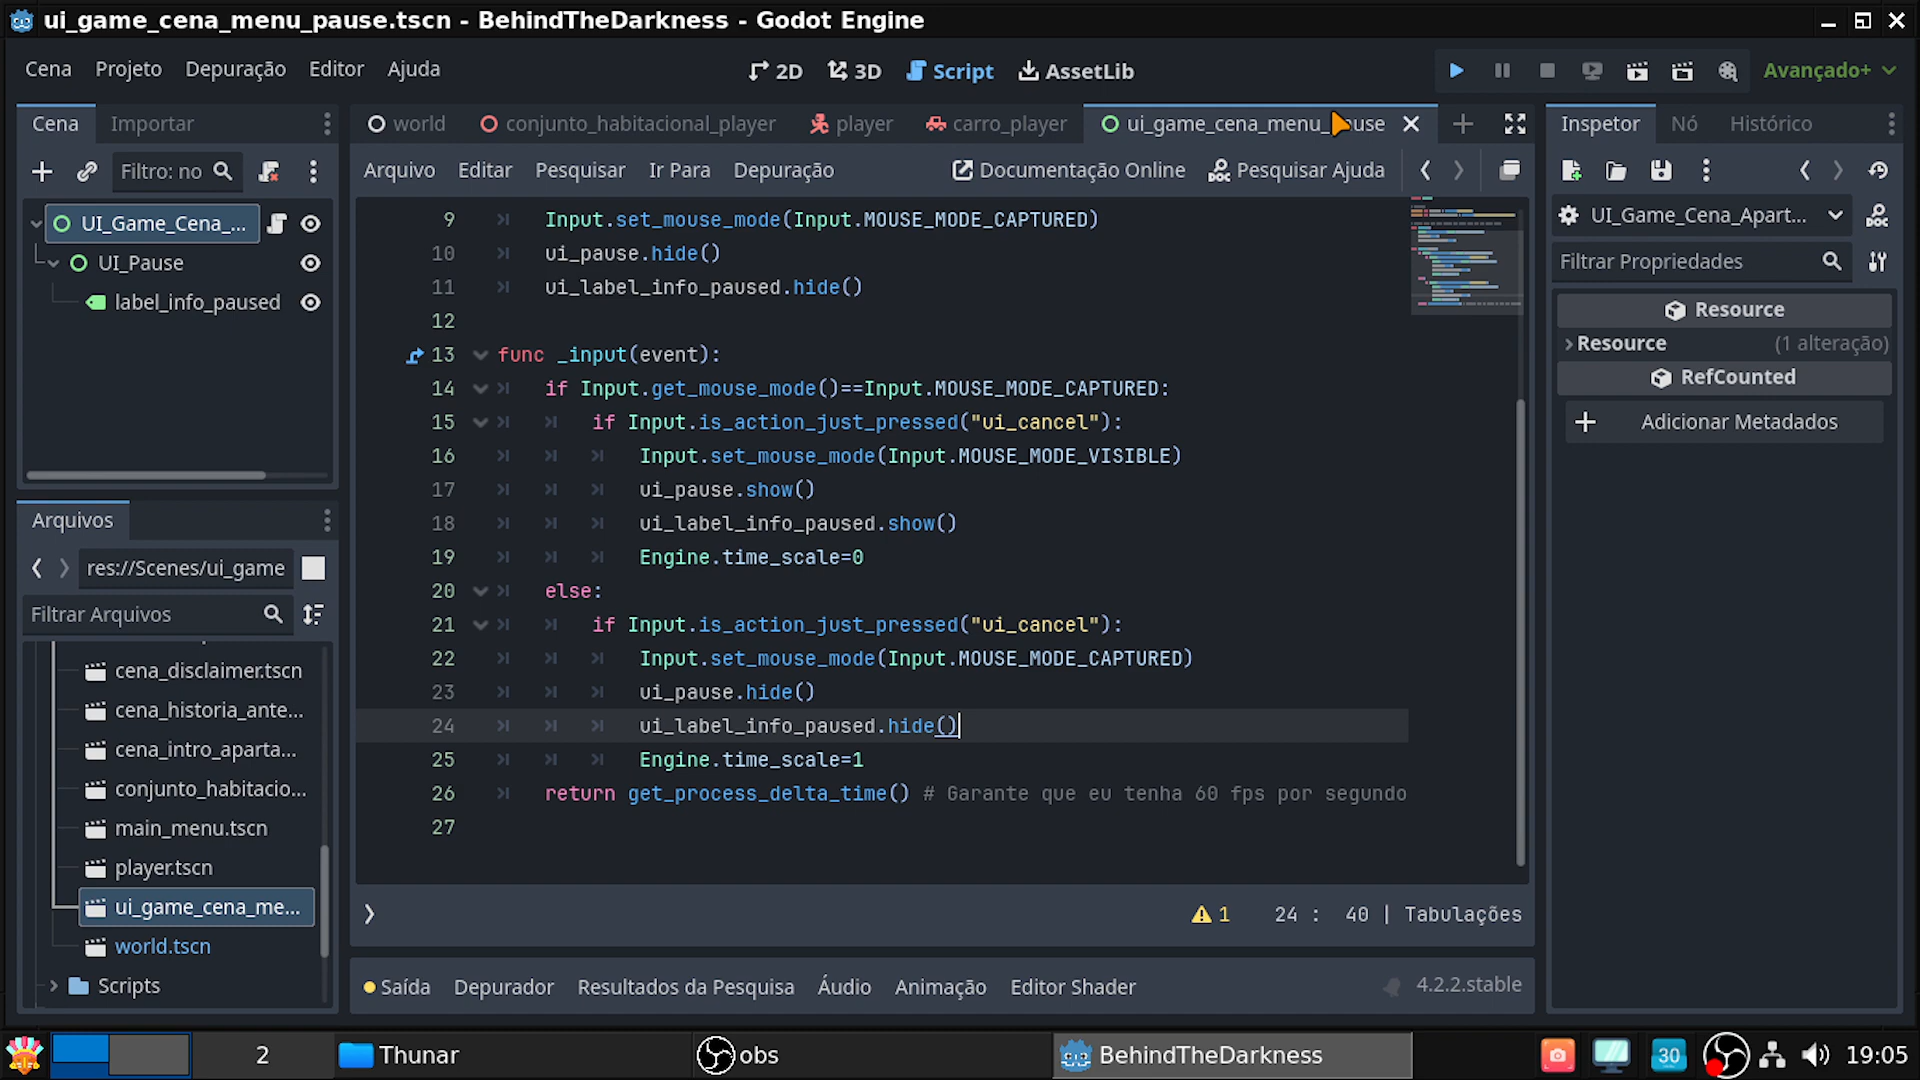 ui_game_cena_menu_pause.tscn - BehindTheDarkness - Godot Engine
Cena Projeto Depuração Editor Ajuda
2D 3D Script AssetLib
Avançado+
Cena Importar
Filtro: no
UI_Game_Cena_...
UI_Pause
label_info_paused
Arquivos
res://Scenes/ui_game
Filtrar Arquivos
cena_disclaimer.tscn
cena_historia_ante...
cena_intro_aparta...
conjunto_habitacio...
main_menu.tscn
player.tscn
ui_game_cena_me...
world.tscn
Scripts
world conjunto_habitacional_player player carro_player ui_game_cena_menu_pause
Arquivo Editar Pesquisar Ir Para Depuração Documentação Online Pesquisar Ajuda
9 Input.set_mouse_mode(Input.MOUSE_MODE_CAPTURED)
10 ui_pause.hide()
11 ui_label_info_paused.hide()
12
13 func _input(event):
14 if Input.get_mouse_mode()==Input.MOUSE_MODE_CAPTURED:
15 if Input.is_action_just_pressed("ui_cancel"):
16 Input.set_mouse_mode(Input.MOUSE_MODE_VISIBLE)
17 ui_pause.show()
18 ui_label_info_paused.show()
19 Engine.time_scale=0
20 else:
21 if Input.is_action_just_pressed("ui_cancel"):
22 Input.set_mouse_mode(Input.MOUSE_MODE_CAPTURED)
23 ui_pause.hide()
24 ui_label_info_paused.hide()
25 Engine.time_scale=1
26 return get_process_delta_time() # Garante que eu tenha 60 fps por segundo
27
1 24 : 40 | Tabulações
Saída Depurador Resultados da Pesquisa Áudio Animação Editor Shader 4.2.2.stable
Inspetor Nó Histórico
UI_Game_Cena_Apart...
DOC
Filtrar Propriedades
Resource
Resource (1 alteração)
RefCounted
Adicionar Metadados
2 Thunar obs BehindTheDarkness 30 19:05